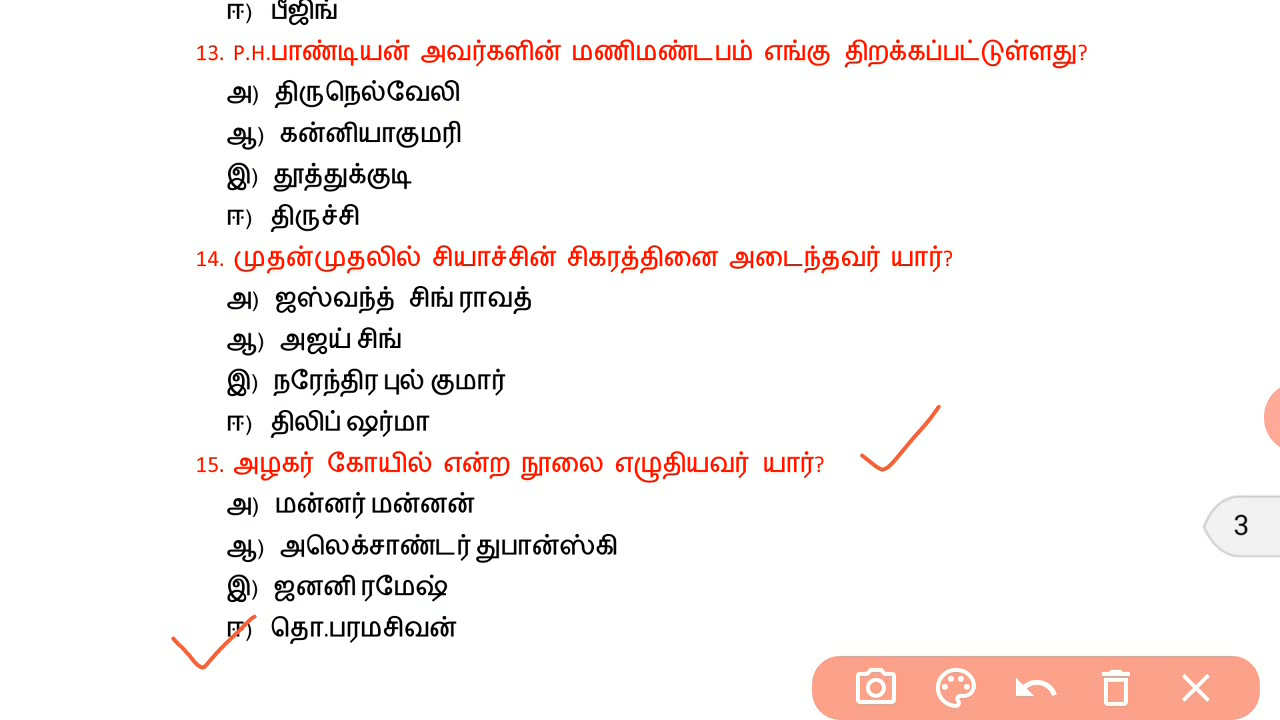 ஈ) பீஜிங்
13. P.H.பாண்டியன் அவர்களின் மணிமண்டபம் எங்கு திறக்கப்பட்டுள்ளது?
அ) திருநெல்வேலி
ஆ) கன்னியாகுமரி
இ) தூத்துக்குடி
ஈ) திருச்சி
14. முதன்முதலில் சியாச்சின் சிகரத்தினை அடைந்தவர் யார்?
அ) ஜஸ்வந்த் சிங் ராவத்
ஆ) அஜய் சிங்
இ) நரேந்திர புல் குமார்
ஈ) திலிப் ஷர்மா
15. அழகர் கோயில் என்ற நூலை எழுதியவர் யார்?
அ) மன்னர் மன்னன்
ஆ) அலெக்சாண்டர் துபான்ஸ்கி
இ) ஜனனி ரமேஷ்
ஈ) தொ.பரமசிவன்
3